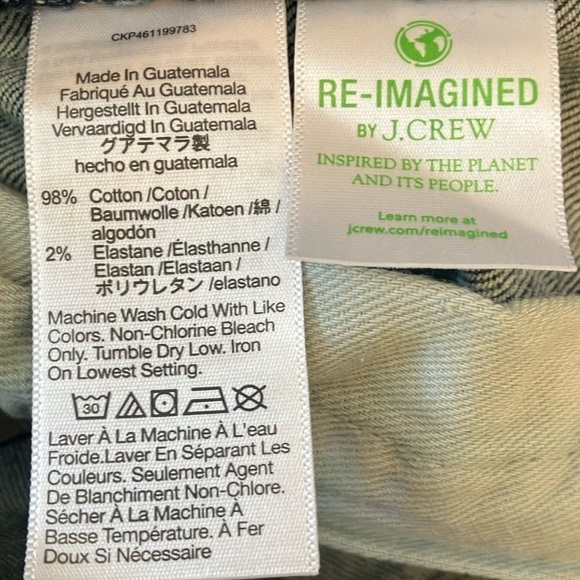 CKP461199783
Made In Guatemala
Fabriqué Au Guatemala
Hergestellt In Guatemala
Vervaardigd In Guatemala
グアテマラ製
hecho en guatemala
98% Cotton /Coton /
Baumwolle /Katoen /綿 /
algodón
2% Elastane /Élasthanne /
Elastan /Elastaan /
ポリウレタン /elastano
Machine Wash Cold With Like
Colors. Non-Chlorine Bleach
Only. Tumble Dry Low. Iron
On Lowest Setting.
30
Laver À La Machine À L'eau
Froide.Laver En Séparant Les
Couleurs. Seulement Agent
De Blanchiment Non-Chlore.
Sécher À La Machine À
Basse Température. À Fer
Doux Si Nécessaire
RE-IMAGINED
BY J.CREW
INSPIRED BY THE PLANET
AND ITS PEOPLE.
Learn more at
jcrew.com/reimagined